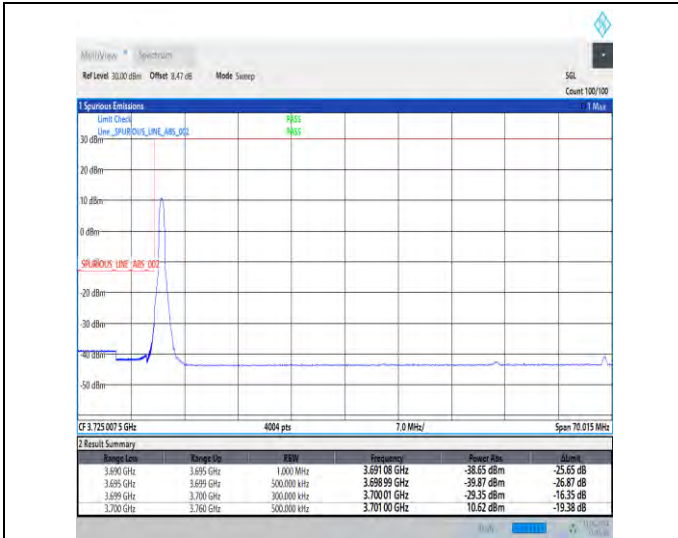 MultiView Spectrum
Ref Level 30.00 dBm Offset 8.47 dB Mode Sweep SGL
Count 100/100
1 Spurious Emissions 1 Max
Limit Check PASS
Line _SPURIOUS_LINE_ABS_002 PASS
30 dBm
20 dBm
10 dBm
0 dBm
_SPURIOUS_LINE_ABS_002
-20 dBm
-30 dBm
-40 dBm
-50 dBm
CF 3.725 007 5 GHz 4004 pts 7.0 MHz/ Span 70.015 MHz
2 Result Summary
Range Low Range Up RBW Frequency Power Abs ΔLimit
3.690 GHz 3.695 GHz 1.000 MHz 3.691 08 GHz -38.65 dBm -25.65 dB
3.695 GHz 3.699 GHz 500.000 kHz 3.698 99 GHz -39.87 dBm -26.87 dB
3.699 GHz 3.700 GHz 300.000 kHz 3.700 01 GHz -29.35 dBm -16.35 dB
3.700 GHz 3.760 GHz 500.000 kHz 3.701 00 GHz 10.62 dBm -19.38 dB